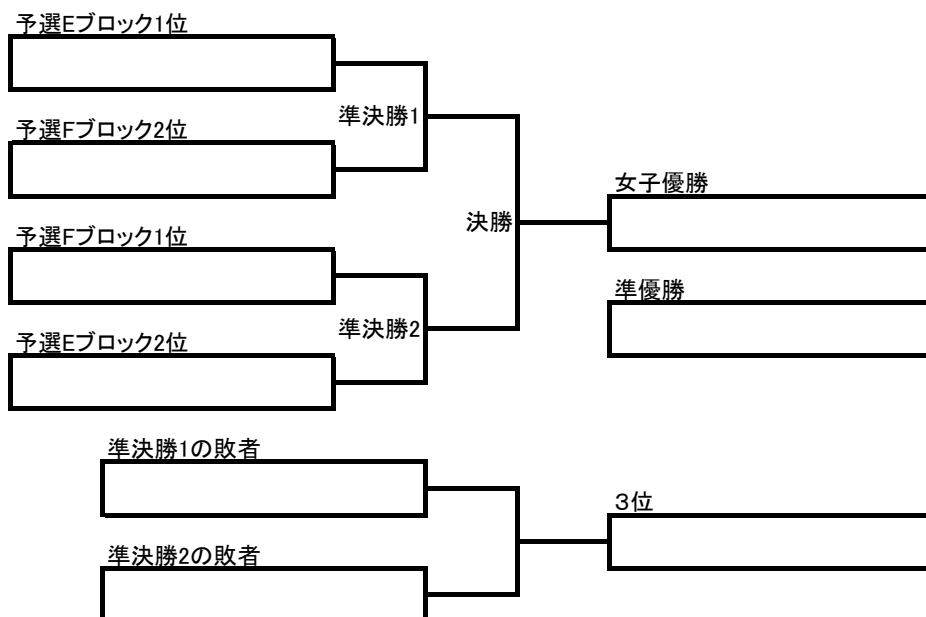 予選Eブロック1位
準決勝1
予選Fブロック2位
女子優勝
決勝
予選Fブロック1位
準優勝
準決勝2
予選Eブロック2位
準決勝1の敗者
３位
準決勝2の敗者